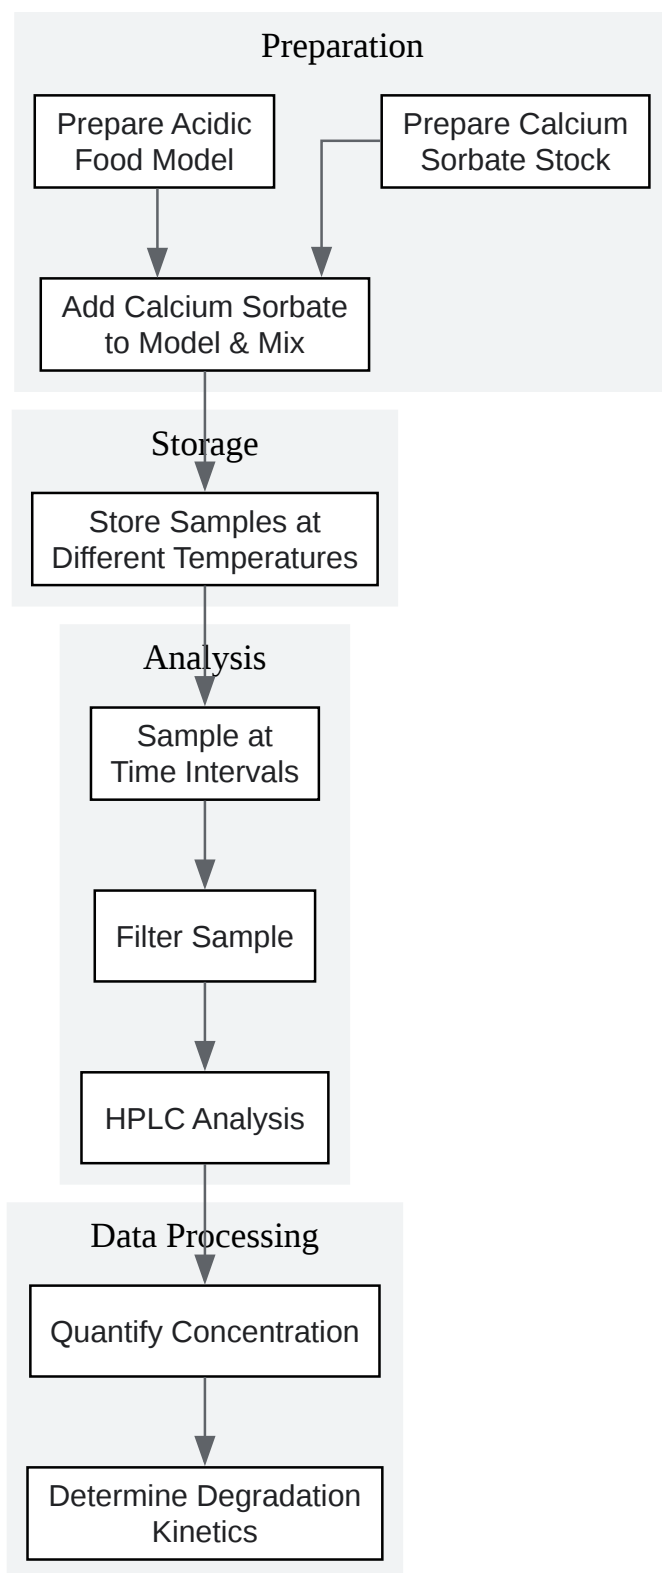 Preparation
Prepare Acidic
Food Model
Prepare Calcium
Sorbate Stock
Add Calcium Sorbate
to Model & Mix
Storage
Store Samples at
Different Temperatures
Analysis
Sample at
Time Intervals
Filter Sample
HPLC Analysis
Data Processing
Quantify Concentration
Determine Degradation
Kinetics